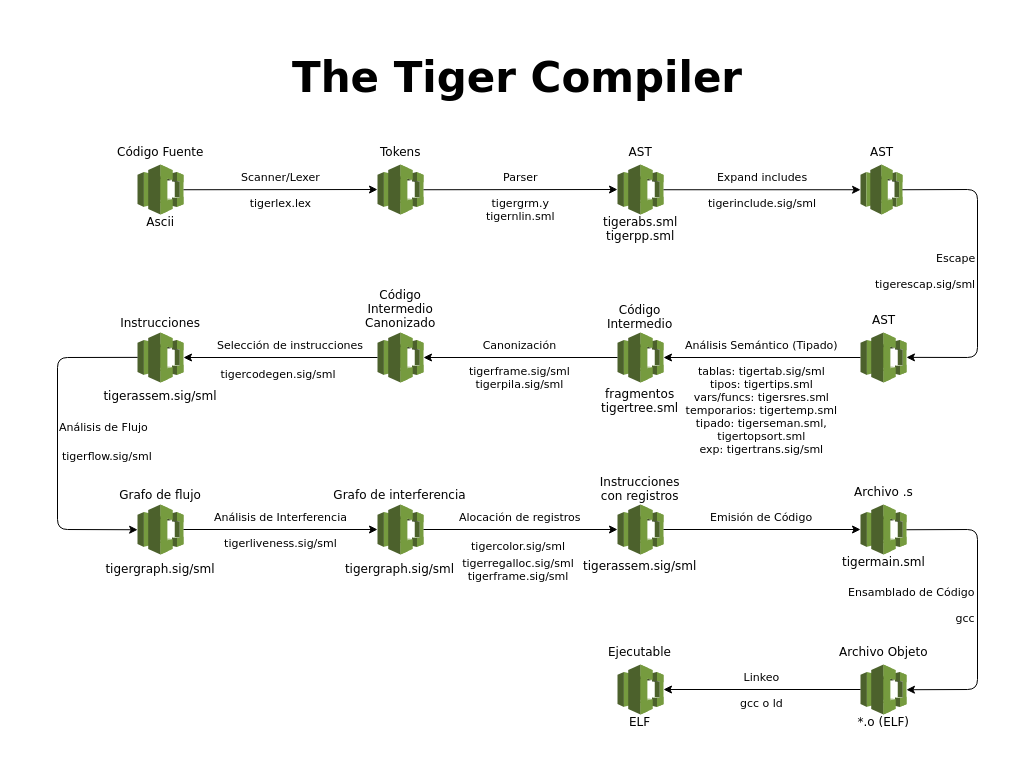 The Tiger Compiler
Código Fuente
Ascii
Scanner/Lexer
tigerlex.lex
Tokens
Parser
tigergrm.y
tigernlin.sml
AST
tigerabs.sml
tigerpp.sml
Expand includes
tigerinclude.sig/sml
AST
Escape
tigerescap.sig/sml
AST
Análisis Semántico (Tipado)
tablas: tigertab.sig/sml
tipos: tigertips.sml
vars/funcs: tigersres.sml
temporarios: tigertemp.sml
tipado: tigerseman.sml,
tigertopsort.sml
exp: tigertrans.sig/sml
Código
Intermedio
fragmentos
tigertree.sml
Canonización
tigerframe.sig/sml
tigerpila.sig/sml
Código
Intermedio
Canonizado
Selección de instrucciones
tigercodegen.sig/sml
Instrucciones
tigerassem.sig/sml
Análisis de Flujo
tigerflow.sig/sml
Grafo de flujo
tigergraph.sig/sml
Análisis de Interferencia
tigerliveness.sig/sml
Grafo de interferencia
tigergraph.sig/sml
Alocación de registros
tigercolor.sig/sml
tigerregalloc.sig/sml
tigerframe.sig/sml
Instrucciones
con registros
tigerassem.sig/sml
Emisión de Código
Archivo .s
tigermain.sml
Ensamblado de Código
gcc
Archivo Objeto
*.o (ELF)
Linkeo
gcc o ld
Ejecutable
ELF